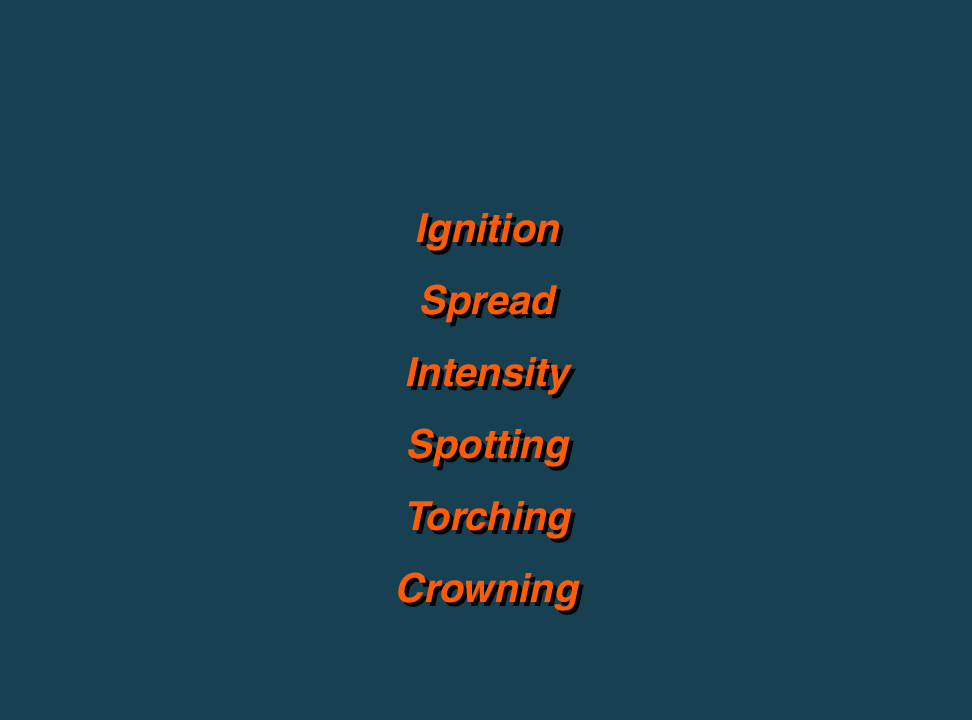 Ignition
Spread
Intensity
Spotting
Torching
Crowning